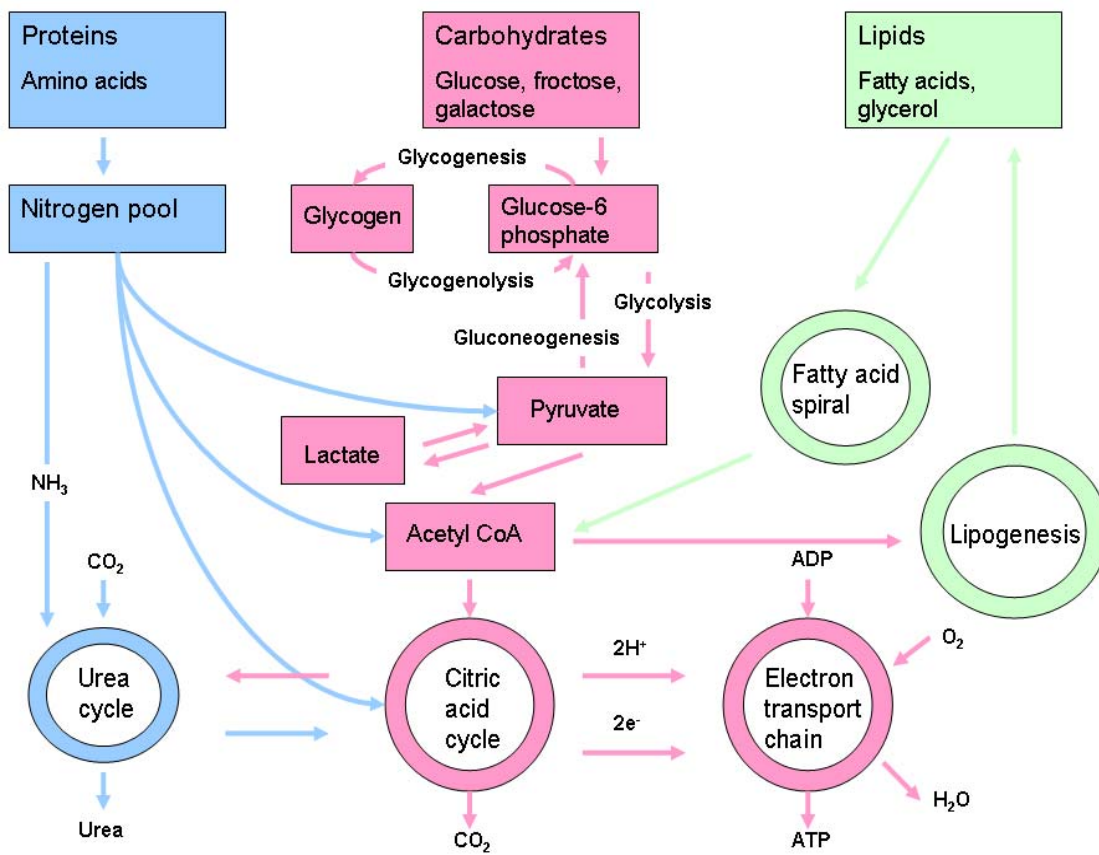 Proteins
Amino acids
Carbohydrates
Glucose, froctose,
galactose
Lipids
Fatty acids,
glycerol
Glycogenesis
Nitrogen pool
Glycogen
Glucose-6
phosphate
Glycogenolysis
Glycolysis
Gluconeogenesis
Fatty acid
spiral
Pyruvate
Lactate
NH₃
Acetyl CoA
Lipogenesis
CO₂
ADP
O₂
Urea
cycle
Citric
acid
cycle
2H⁺
2e⁻
Electron
transport
chain
H₂O
Urea
CO₂
ATP